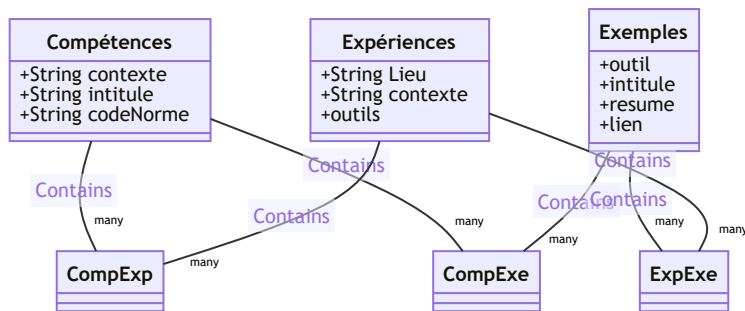 Compétences
+String contexte
+String intitule
+String codeNorme
Expériences
+String Lieu
+String contexte
+outils
Exemples
+outil
+intitule
+resume
+lien
Contains
Contains
Contains
Contains
Contains
Contains
many
many
many
many
many
many
CompExp
CompExe
ExpExe